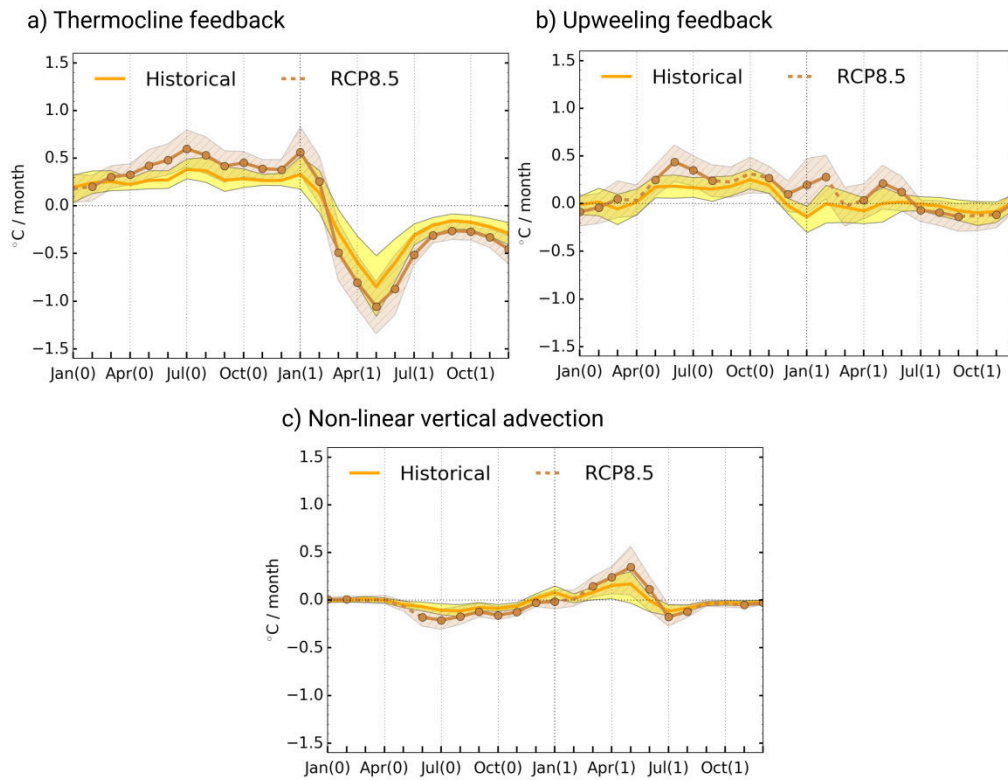 a) Thermocline feedback
1.5
1.0
0.5
0.0
−0.5
−1.0
−1.5
°C / month
Historical
RCP8.5
Jan(0) Apr(0) Jul(0) Oct(0) Jan(1) Apr(1) Jul(1) Oct(1)
b) Upweeling feedback
1.5
1.0
0.5
0.0
−0.5
−1.0
−1.5
°C / month
Historical
RCP8.5
Jan(0) Apr(0) Jul(0) Oct(0) Jan(1) Apr(1) Jul(1) Oct(1)
c) Non-linear vertical advection
1.5
1.0
0.5
0.0
−0.5
−1.0
−1.5
°C / month
Historical
RCP8.5
Jan(0) Apr(0) Jul(0) Oct(0) Jan(1) Apr(1) Jul(1) Oct(1)